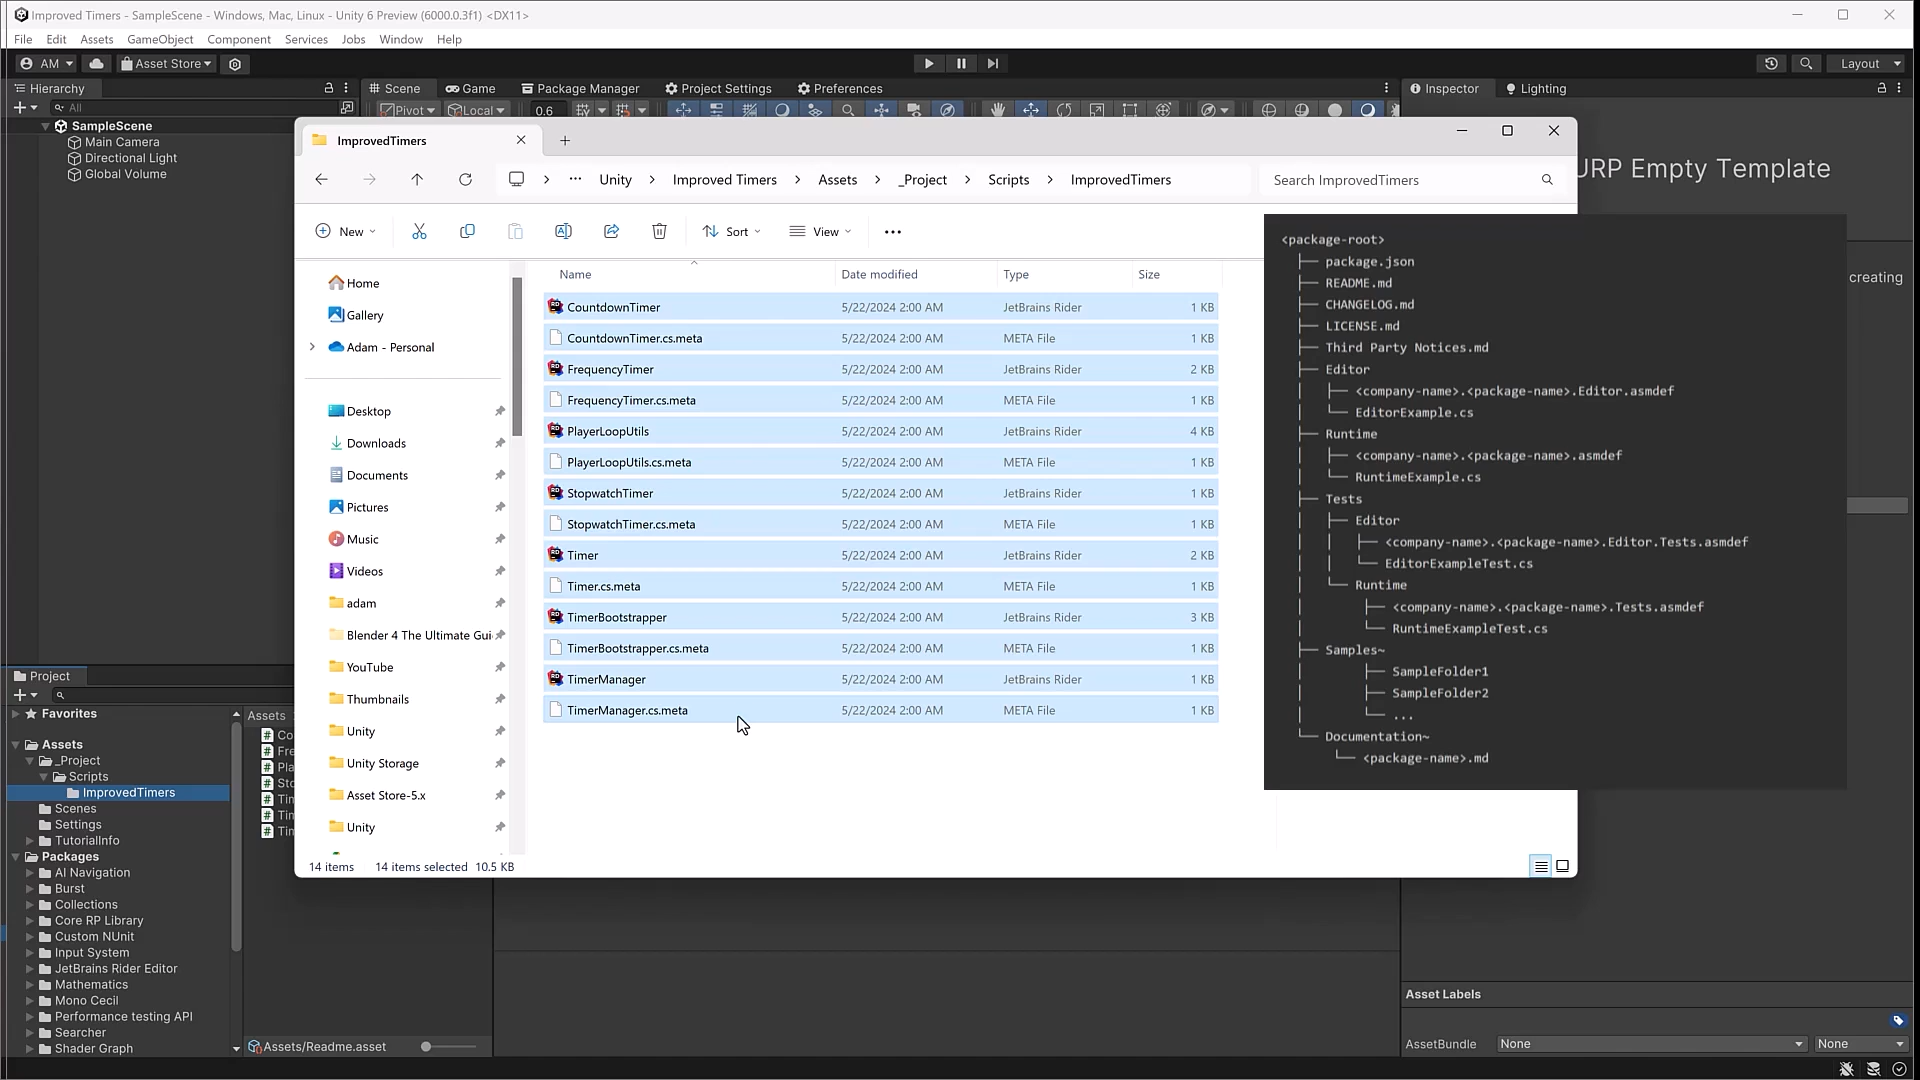 Improved Timers - SampleScene - Windows, Mac, Linux - Unity 6 Preview (6000.0.3f1) <DX11>
File Edit Assets GameObject Component Services Jobs Window Help
AM Asset Store Layout
Hierarchy
Scene Game Package Manager Project Settings Preferences
Inspector Lighting
All
Pivot Local 0.6
SampleScene
Main Camera
Directional Light
Global Volume
URP Empty Template
creating
ImprovedTimers
Unity > Improved Timers > Assets > _Project > Scripts > ImprovedTimers
Search ImprovedTimers
New Sort View
Home
Gallery
Adam - Personal
Desktop
Downloads
Documents
Pictures
Music
Videos
adam
Blender 4 The Ultimate Gui
YouTube
Thumbnails
Unity
Unity Storage
Asset Store-5.x
Unity
Name Date modified Type Size
CountdownTimer 5/22/2024 2:00 AM JetBrains Rider 1 KB
CountdownTimer.cs.meta 5/22/2024 2:00 AM META File 1 KB
FrequencyTimer 5/22/2024 2:00 AM JetBrains Rider 2 KB
FrequencyTimer.cs.meta 5/22/2024 2:00 AM META File 1 KB
PlayerLoopUtils 5/22/2024 2:00 AM JetBrains Rider 4 KB
PlayerLoopUtils.cs.meta 5/22/2024 2:00 AM META File 1 KB
StopwatchTimer 5/22/2024 2:00 AM JetBrains Rider 1 KB
StopwatchTimer.cs.meta 5/22/2024 2:00 AM META File 1 KB
Timer 5/22/2024 2:00 AM JetBrains Rider 2 KB
Timer.cs.meta 5/22/2024 2:00 AM META File 1 KB
TimerBootstrapper 5/22/2024 2:00 AM JetBrains Rider 3 KB
TimerBootstrapper.cs.meta 5/22/2024 2:00 AM META File 1 KB
TimerManager 5/22/2024 2:00 AM JetBrains Rider 1 KB
TimerManager.cs.meta 5/22/2024 2:00 AM META File 1 KB
14 items 14 items selected 10.5 KB
<package-root>
├── package.json
├── README.md
├── CHANGELOG.md
├── LICENSE.md
├── Third Party Notices.md
├── Editor
│ ├── <company-name>.<package-name>.Editor.asmdef
│ └── EditorExample.cs
├── Runtime
│ ├── <company-name>.<package-name>.asmdef
│ └── RuntimeExample.cs
├── Tests
│ ├── Editor
│ │ ├── <company-name>.<package-name>.Editor.Tests.asmdef
│ │ └── EditorExampleTest.cs
│ └── Runtime
│ ├── <company-name>.<package-name>.Tests.asmdef
│ └── RuntimeExampleTest.cs
├── Samples~
│ ├── SampleFolder1
│ ├── SampleFolder2
│ └── ...
└── Documentation~
└── <package-name>.md
Project
Favorites
Assets
_Project
Scripts
ImprovedTimers
Scenes
Settings
TutorialInfo
Packages
AI Navigation
Burst
Collections
Core RP Library
Custom NUnit
Input System
JetBrains Rider Editor
Mathematics
Mono Cecil
Performance testing API
Searcher
Shader Graph
Assets
Co
Fre
Pla
Sto
Tim
Tim
Tim
Assets/Readme.asset
Asset Labels
AssetBundle None None